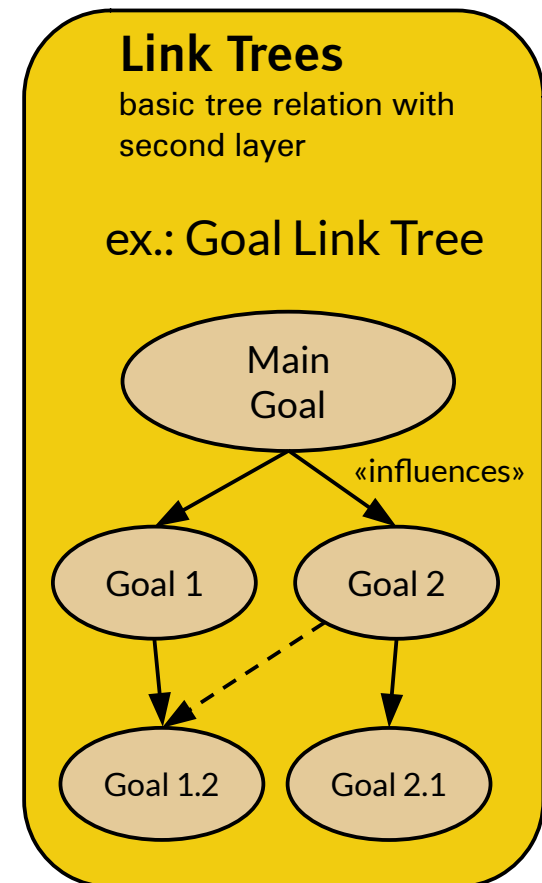 Link Trees
basic tree relation with
second layer
ex.: Goal Link Tree
Main
Goal
«influences»
Goal 1
Goal 2
Goal 1.2
Goal 2.1